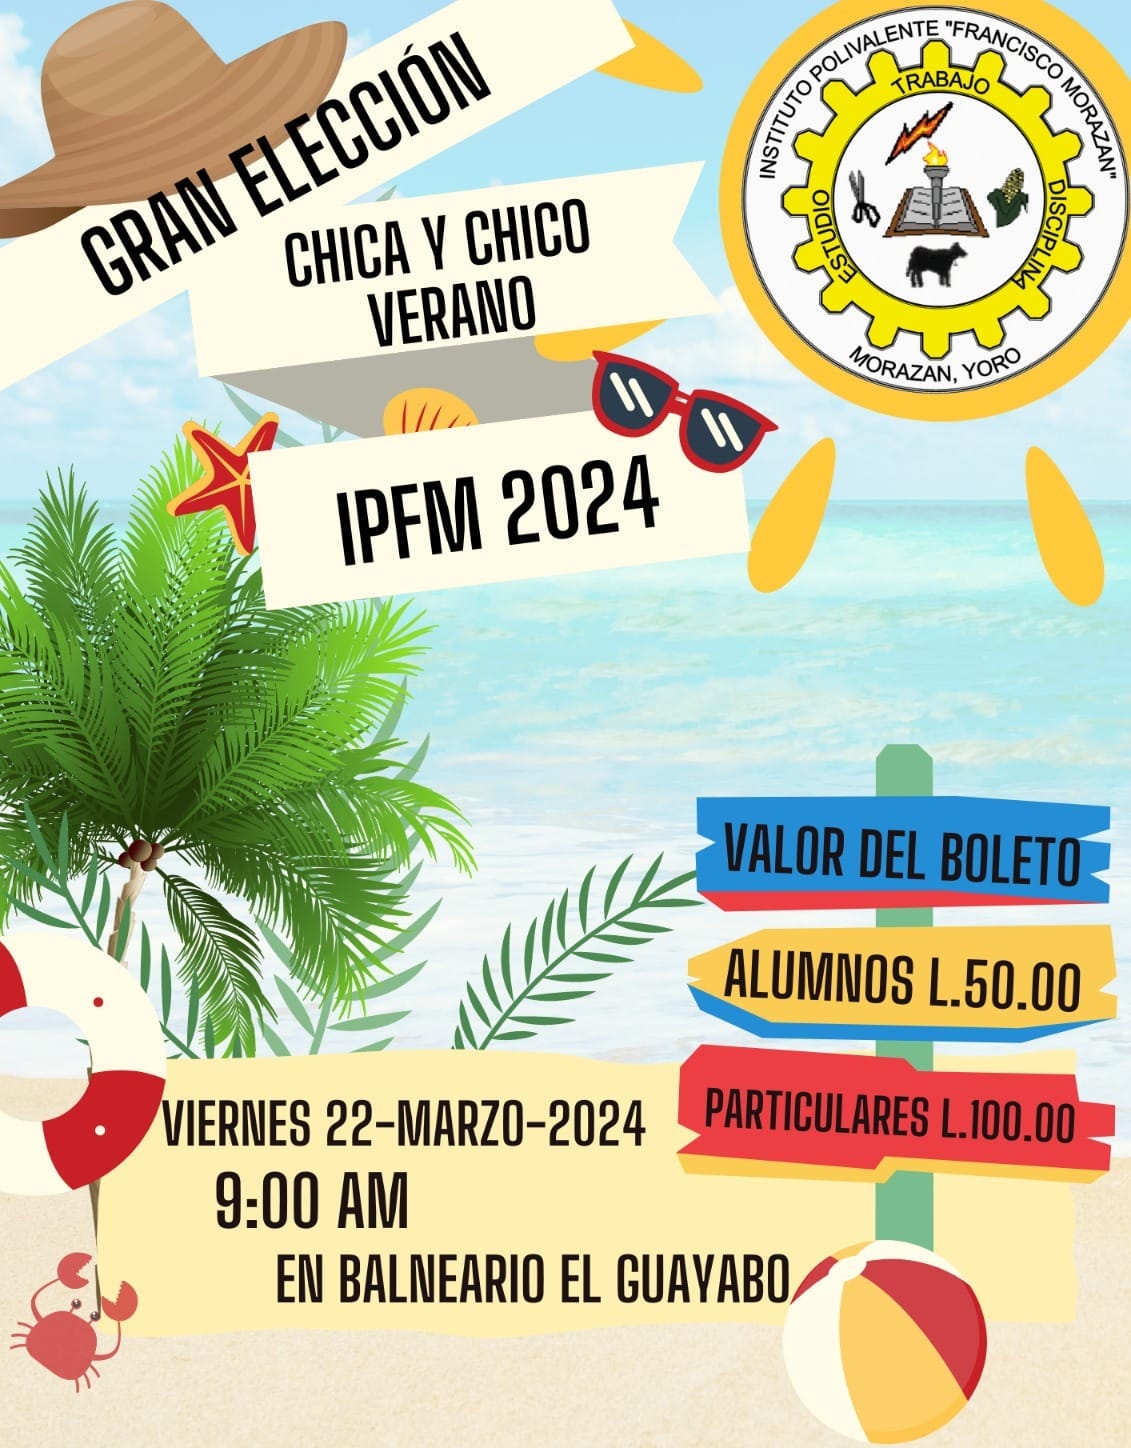 GRAN ELECCIÓN
CHICA Y CHICO
VERANO
IPFM 2024
INSTITUTO POLIVALENTE "FRANCISCO MORAZAN"
TRABAJO
ESTUDIO
DISCIPLINA
MORAZAN, YORO
VALOR DEL BOLETO
ALUMNOS L.50.00
PARTICULARES L.100.00
VIERNES 22-MARZO-2024
9:00 AM
EN BALNEARIO EL GUAYABO